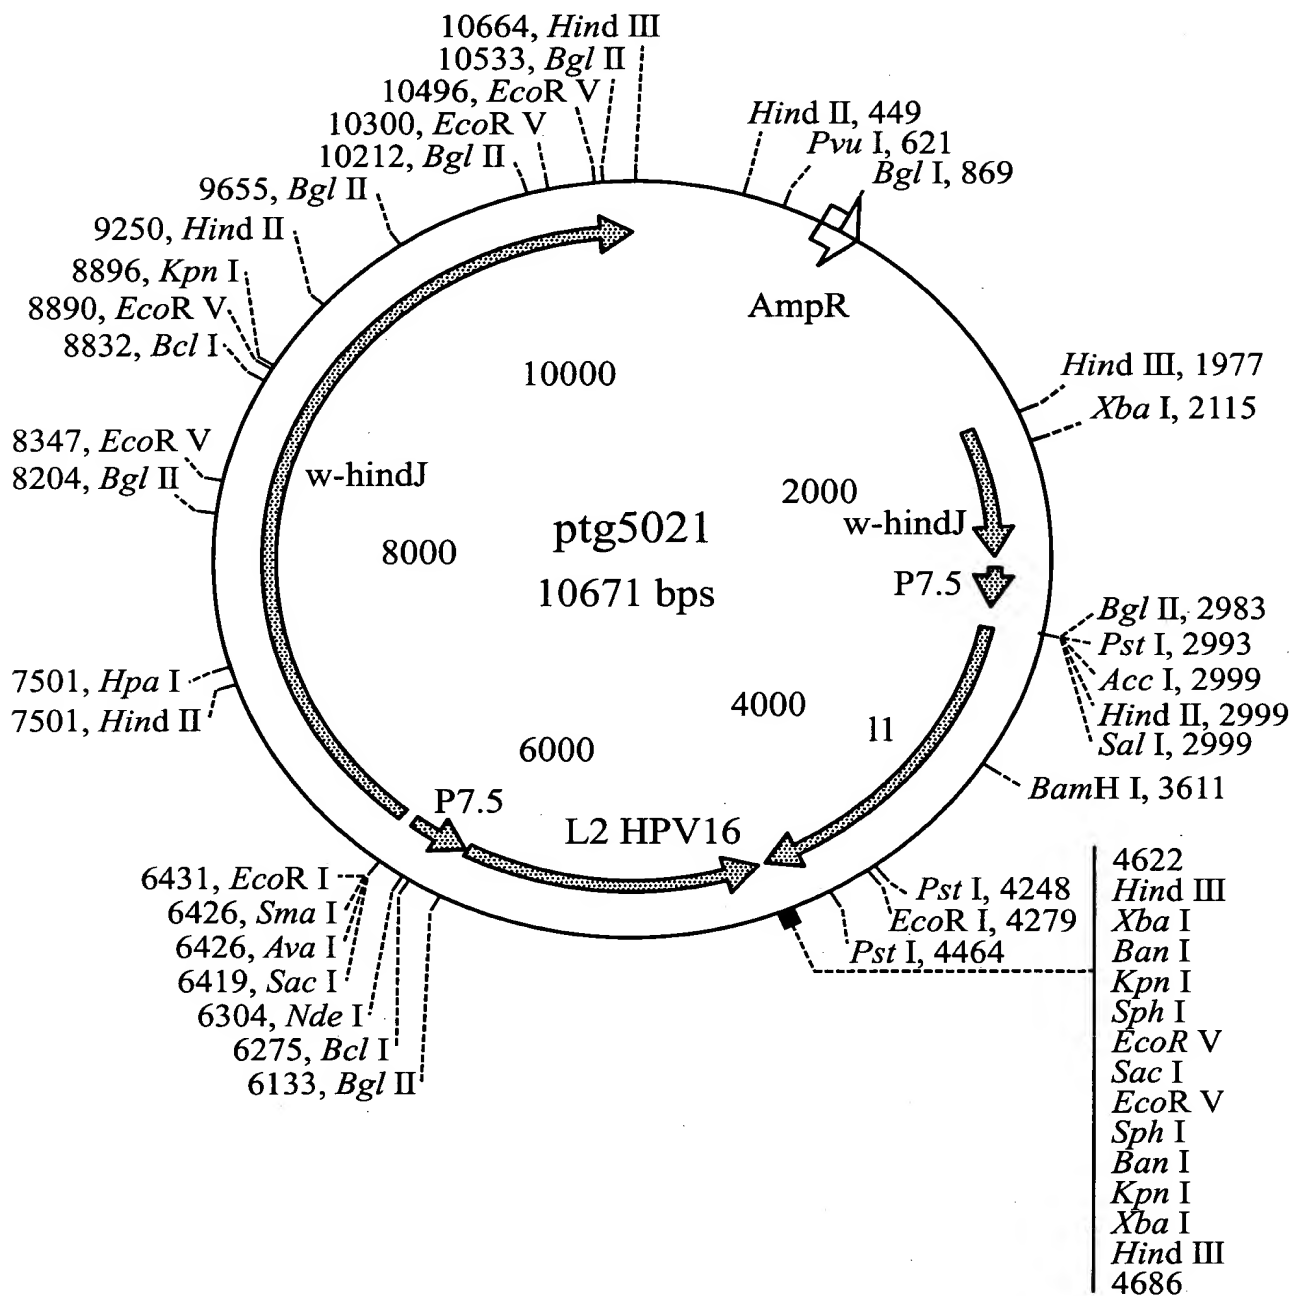 10664, Hind III
10533, Bgl II
10496, EcoR V
10300, EcoR V
10212, Bgl II
9655, Bgl II
9250, Hind II
8896, Kpn I
8890, EcoR V
8832, Bcl I
8347, EcoR V
8204, Bgl II
7501, Hpa I
7501, Hind II
6431, EcoR I
6426, Sma I
6426, Ava I
6419, Sac I
6304, Nde I
6275, Bcl I
6133, Bgl II
Hind II, 449
Pvu I, 621
Bgl I, 869
AmpR
Hind III, 1977
Xba I, 2115
10000
2000
w-hindJ
w-hindJ
8000
ptg5021
10671 bps
P7.5
Bgl II, 2983
Pst I, 2993
Acc I, 2999
Hind II, 2999
Sal I, 2999
4000
l1
6000
BamH I, 3611
P7.5
L2 HPV16
Pst I, 4248
EcoR I, 4279
Pst I, 4464
4622
Hind III
Xba I
Ban I
Kpn I
Sph I
EcoR V
Sac I
EcoR V
Sph I
Ban I
Kpn I
Xba I
Hind III
4686